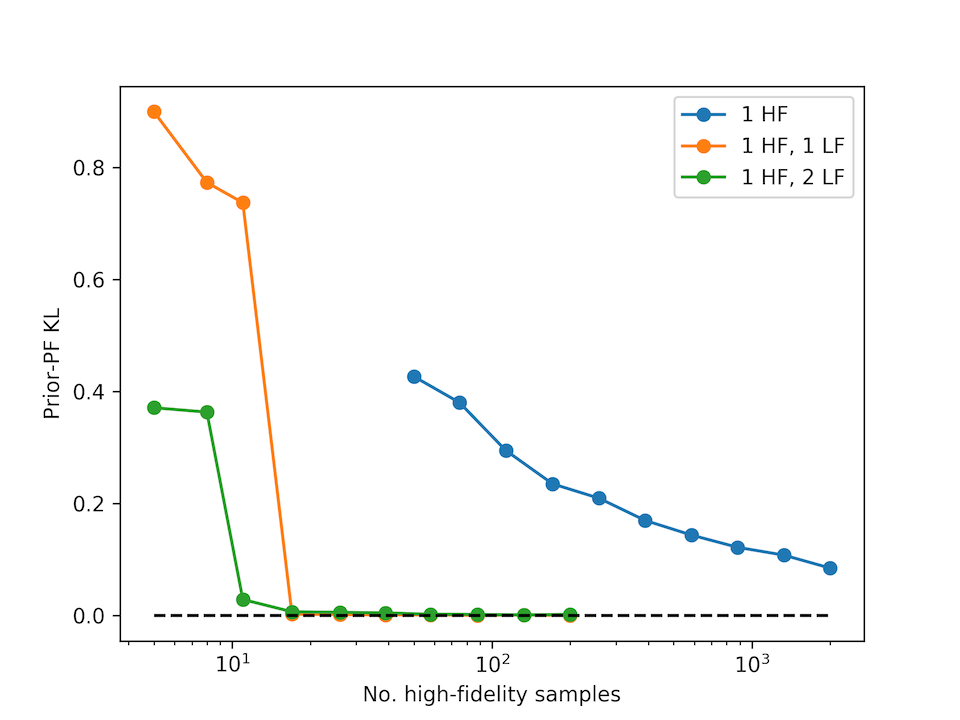 1 HF
1 HF, 1 LF
1 HF, 2 LF
Prior-PF KL
0.8
0.6
0.4
0.2
0.0
10¹
10²
10³
No. high-fidelity samples